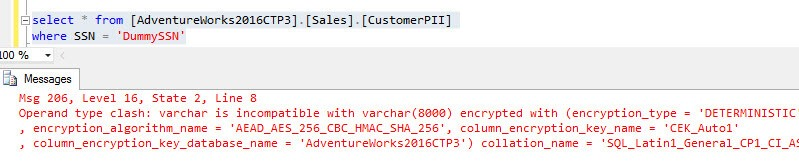 select * from [AdventureWorks2016CTP3].[Sales].[CustomerPII]
where SSN = 'DummySSN'
100 %
Messages
Msg 206, Level 16, State 2, Line 8
Operand type clash: varchar is incompatible with varchar(8000) encrypted with (encryption_type = 'DETERMINISTIC'
, encryption_algorithm_name = 'AEAD_AES_256_CBC_HMAC_SHA_256', column_encryption_key_name = 'CEK_Auto1'
, column_encryption_key_database_name = 'AdventureWorks2016CTP3') collation_name = 'SQL_Latin1_General_CP1_CI_AS